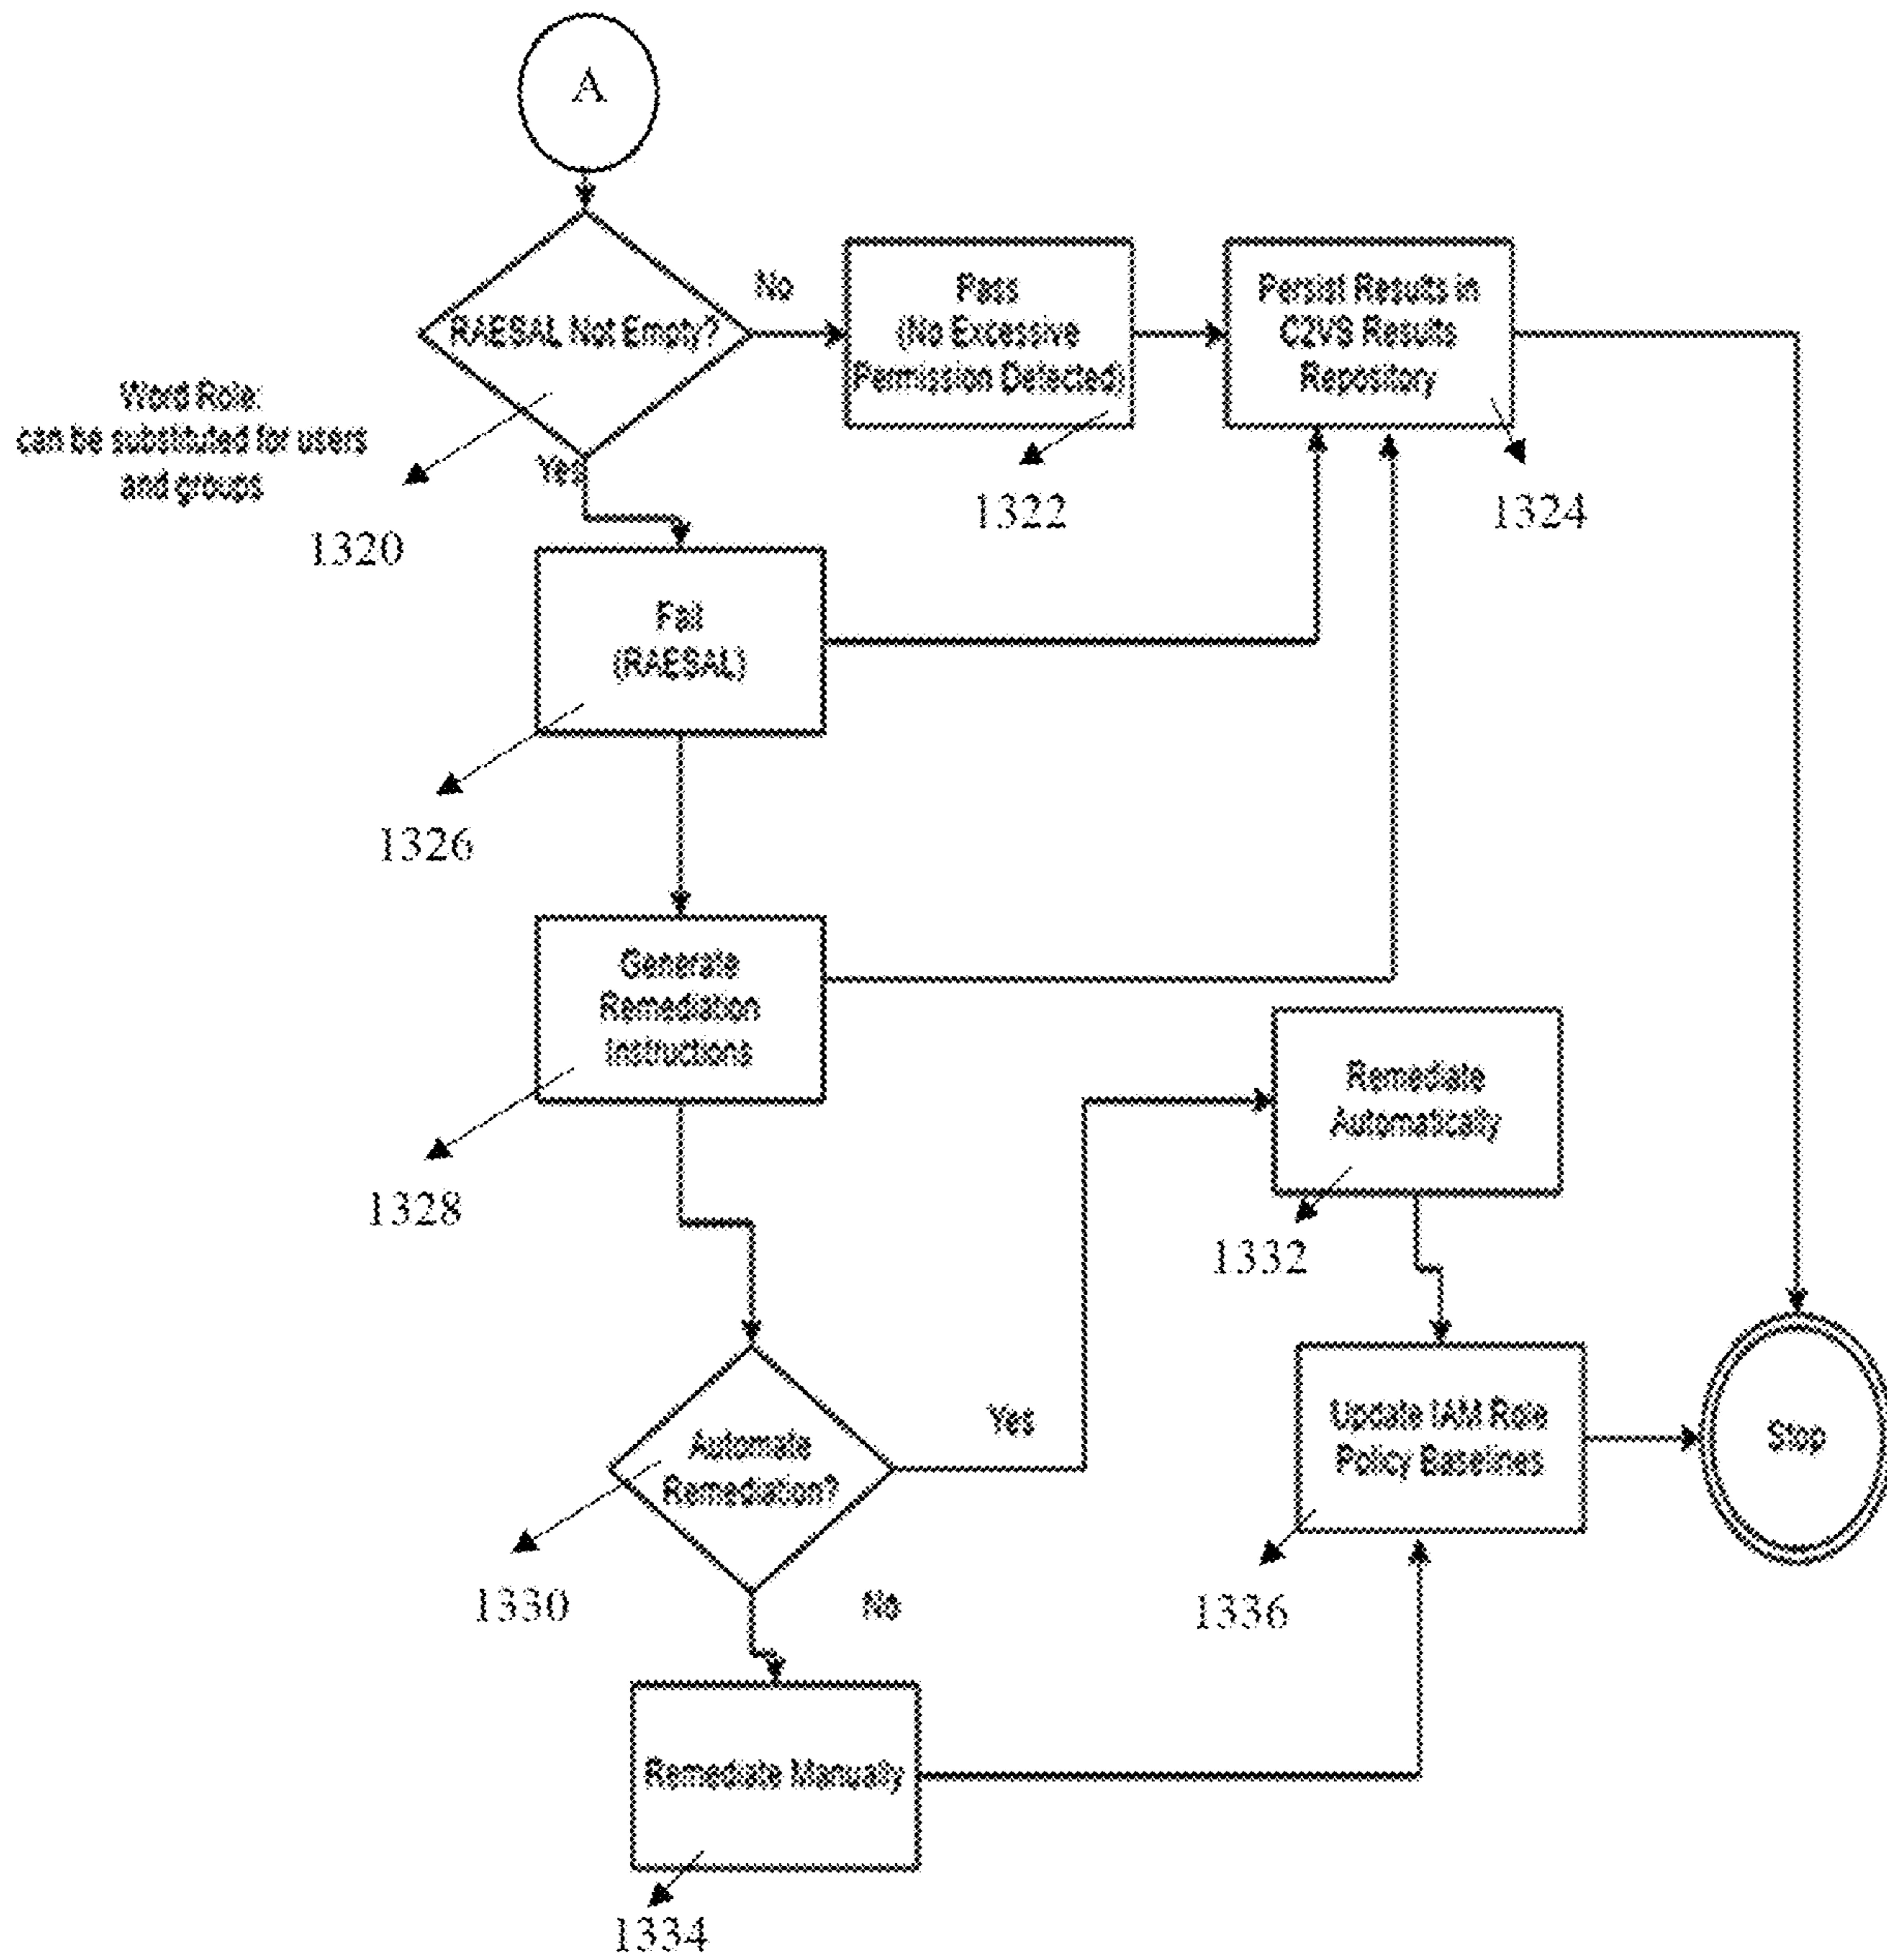 A
RAESAL Not Empty?
No
Pass
(No Excessive
Permission Detected)
Persist Results in
C2VS Results
Repository
Word Role:
can be substituted for users
and groups
Yes
1320
1322
1324
Fail
(RAESAL)
1326
Generate
Remediation
Instructions
1328
Remediate
Automatically
1332
Automate
Remediation?
Yes
1330
No
Update IAM Role
Policy Baselines
1336
Stop
Remediate Manually
1334